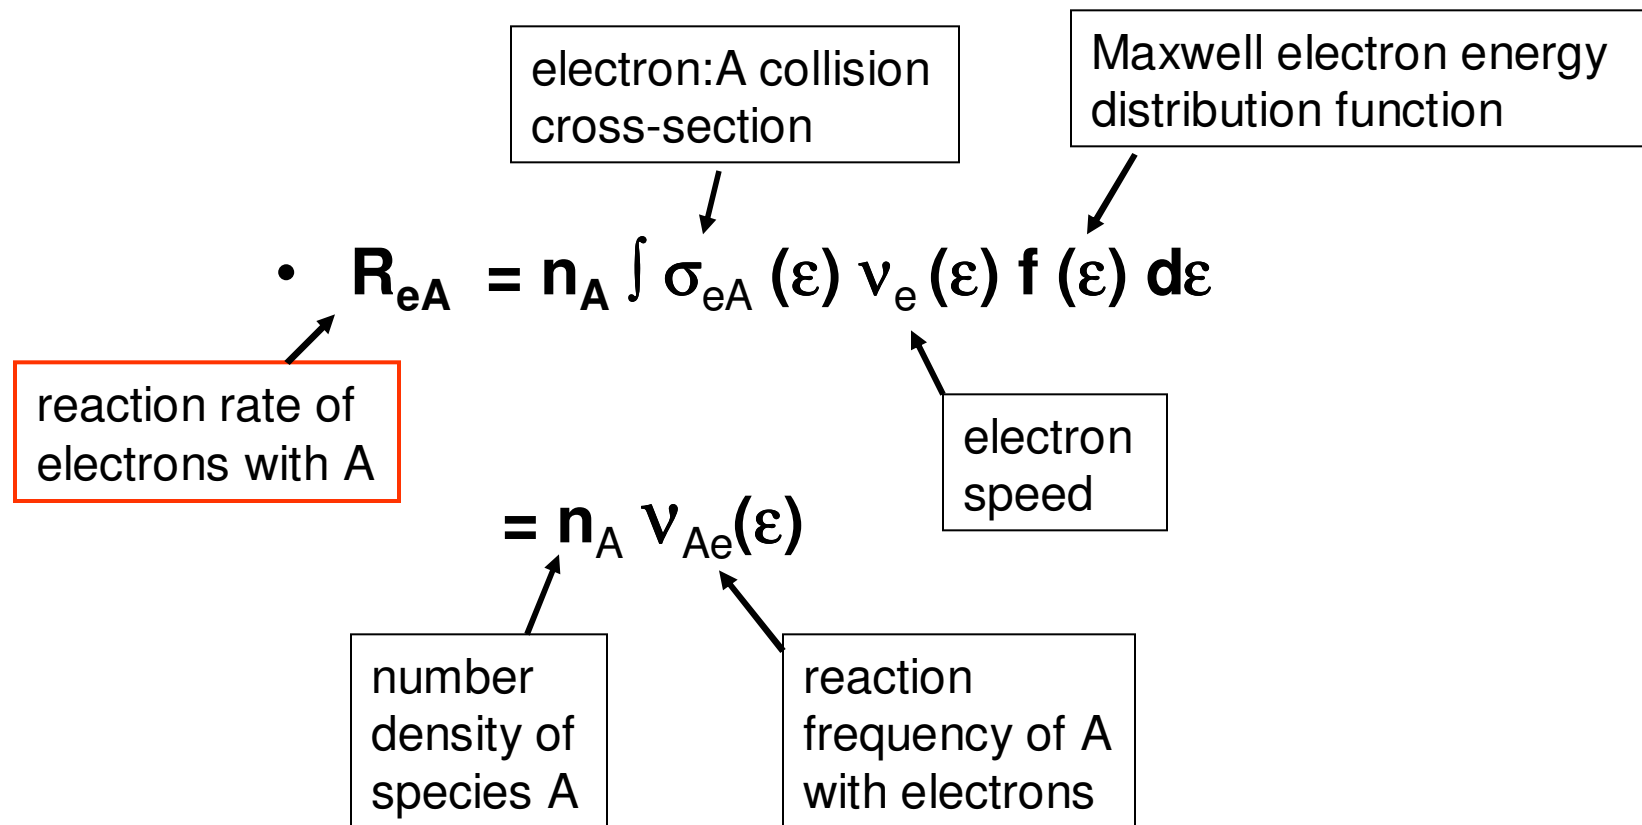 electron:A collision
cross-section
Maxwell electron energy
distribution function
• R_eA = n_A ∫ σ_eA (ε) ν_e (ε) f (ε) dε
reaction rate of
electrons with A
electron
speed
= n_A ν_Ae(ε)
number
density of
species A
reaction
frequency of A
with electrons